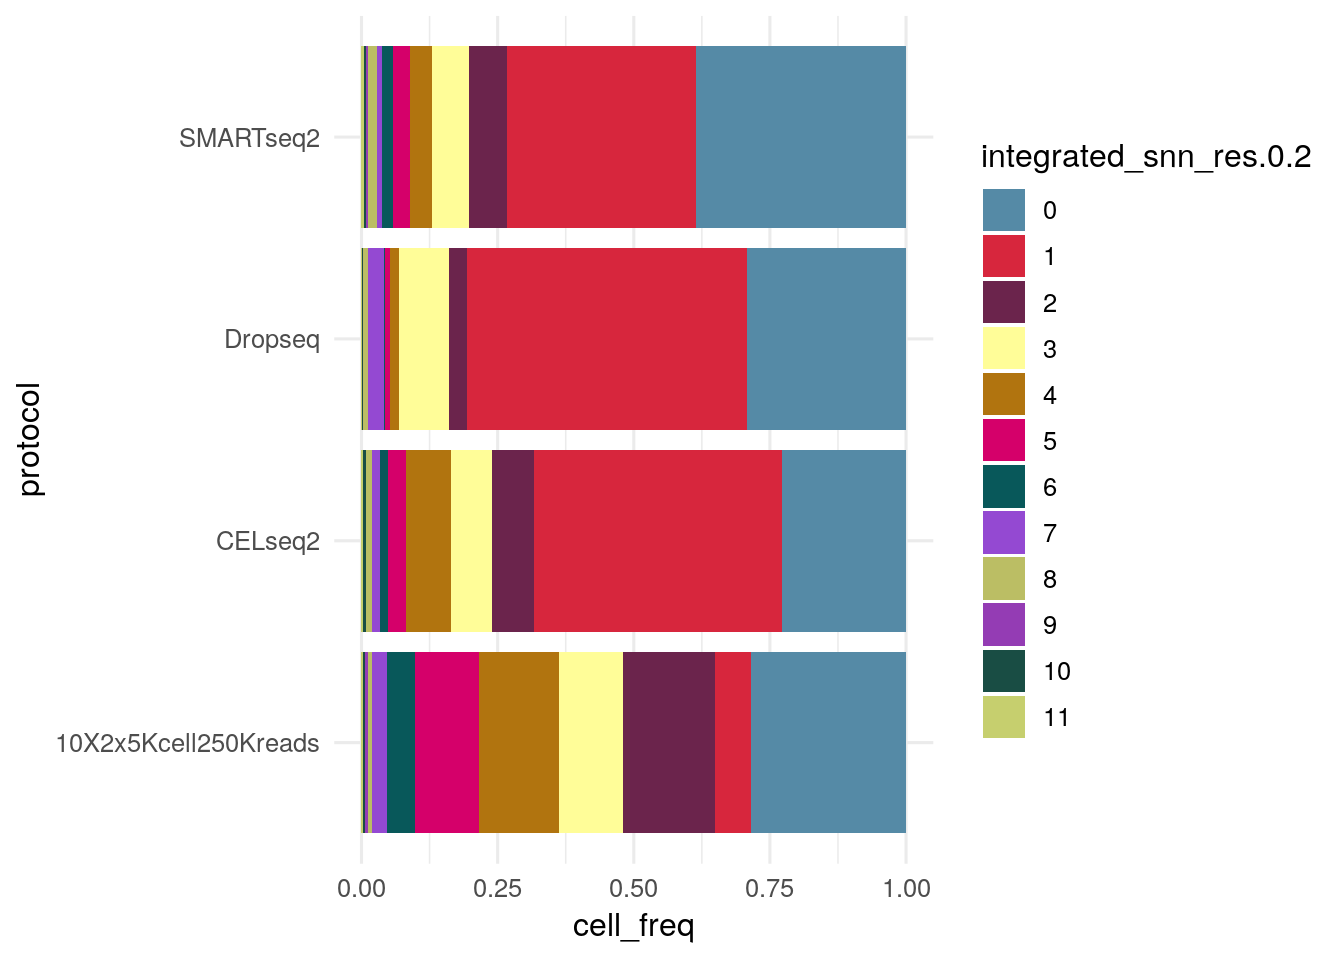 protocol
SMARTseq2
Dropseq
CELseq2
10X2x5Kcell250Kreads
0.00 0.25 0.50 0.75 1.00
cell_freq
integrated_snn_res.0.2
0
1
2
3
4
5
6
7
8
9
10
11